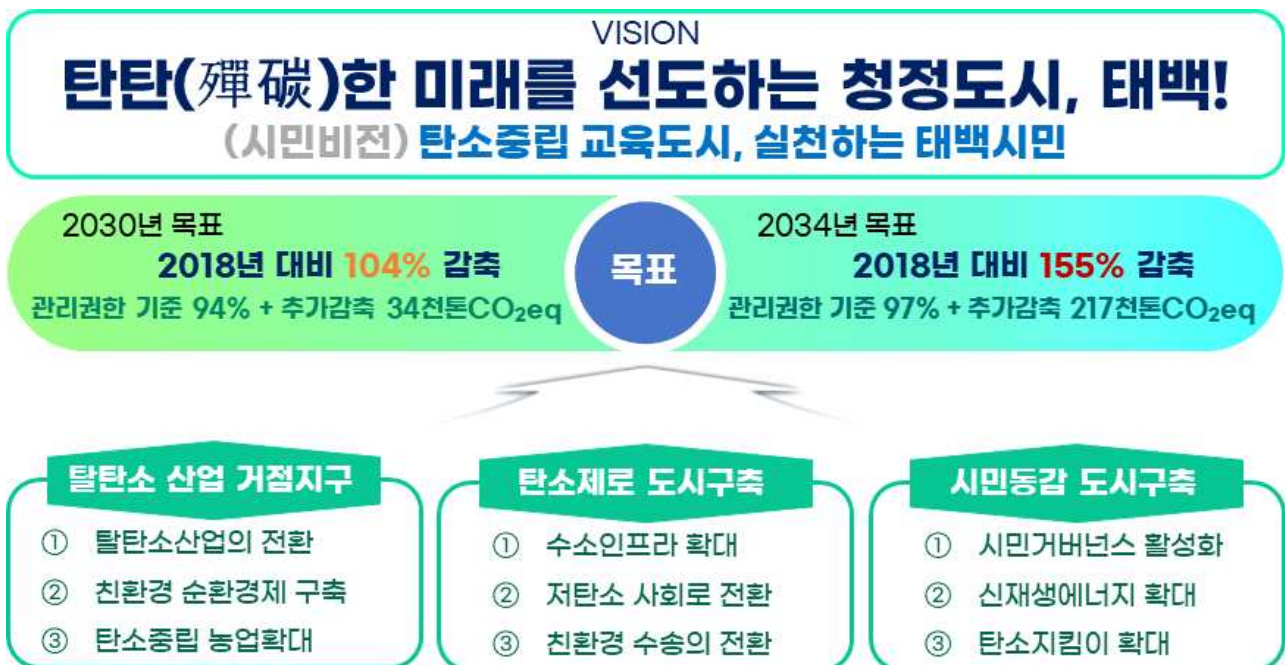 VISION
탄탄(殫碳)한 미래를 선도하는 청정도시, 태백!
(시민비전) 탄소중립 교육도시, 실천하는 태백시민
2030년 목표
2018년 대비 104% 감축
관리권한 기준 94% + 추가감축 34천톤CO₂eq
목표
2034년 목표
2018년 대비 155% 감축
관리권한 기준 97% + 추가감축 217천톤CO₂eq
탈탄소 산업 거점지구
① 탈탄소산업의 전환
② 친환경 순환경제 구축
③ 탄소중립 농업확대
탄소제로 도시구축
① 수소인프라 확대
② 저탄소 사회로 전환
③ 친환경 수송의 전환
시민동감 도시구축
① 시민거버넌스 활성화
② 신재생에너지 확대
③ 탄소지킴이 확대